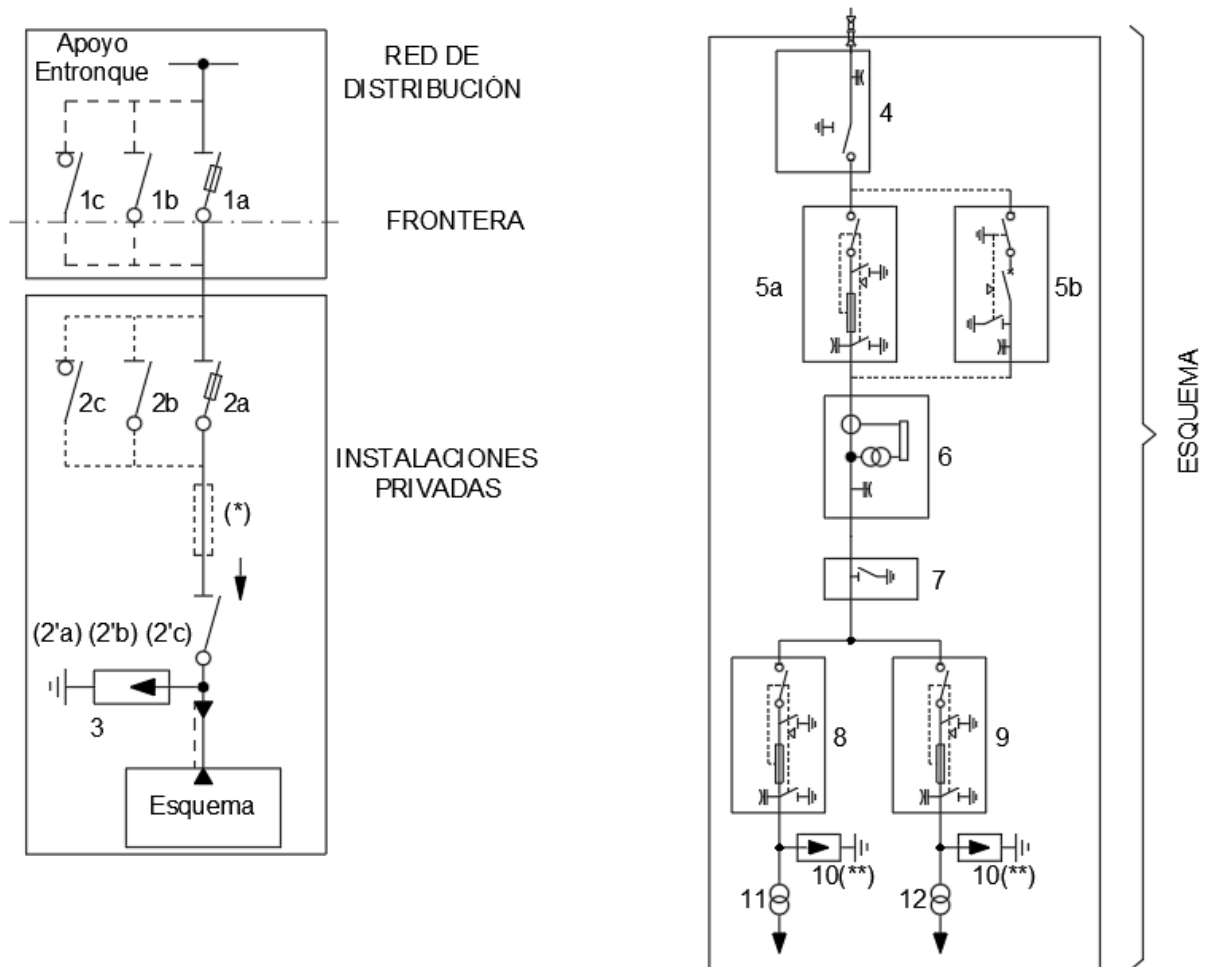 Apoyo
Entronque
RED DE
DISTRIBUCIÓN
1c
1b
1a
FRONTERA
2c
2b
2a
INSTALACIONES
PRIVADAS
(*)
(2'a) (2'b) (2'c)
3
Esquema
4
5a
5b
6
7
8
9
10(**)
10(**)
11
12
ESQUEMA